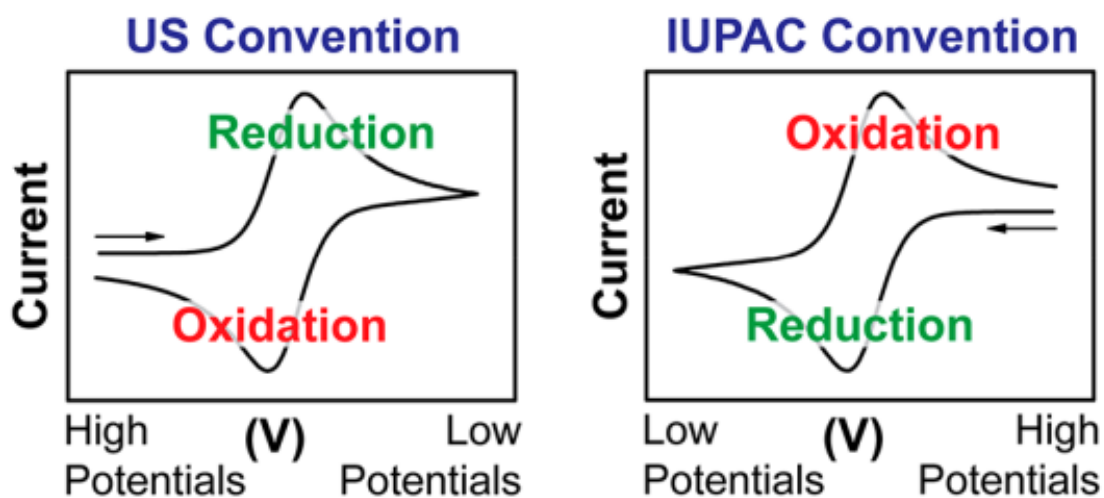 US Convention
Current
Reduction
Oxidation
High Potentials
(V)
Low Potentials
IUPAC Convention
Current
Oxidation
Reduction
Low Potentials
(V)
High Potentials